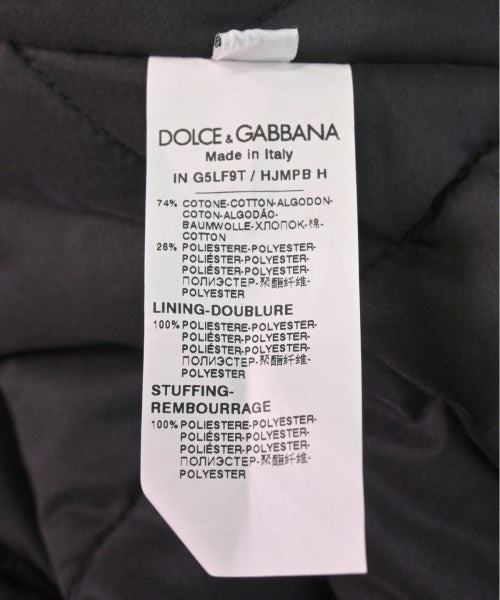 DOLCE & GABBANA
Made in Italy
IN G5LF9T / HJMPB H
74% COTONE-COTTON-ALGODON-
COTON-ALGODÃO-
BAUMWOLLE-ХЛОПОК-棉-
COTTON
26% POLIESTERE-POLYESTER-
POLIÉSTER-POLYESTER-
POLIÉSTER-POLYESTER-
ПОЛИЭСТЕР-聚酯纤维-
POLYESTER
LINING-DOUBLURE
100% POLIESTERE-POLYESTER-
POLIÉSTER-POLYESTER-
POLIÉSTER-POLYESTER-
ПОЛИЭСТЕР-聚酯纤维-
POLYESTER
STUFFING-
REMBOURRAGE
100% POLIESTERE-POLYESTER-
POLIÉSTER-POLYESTER-
POLIÉSTER-POLYESTER-
ПОЛИЭСТЕР-聚酯纤维-
POLYESTER